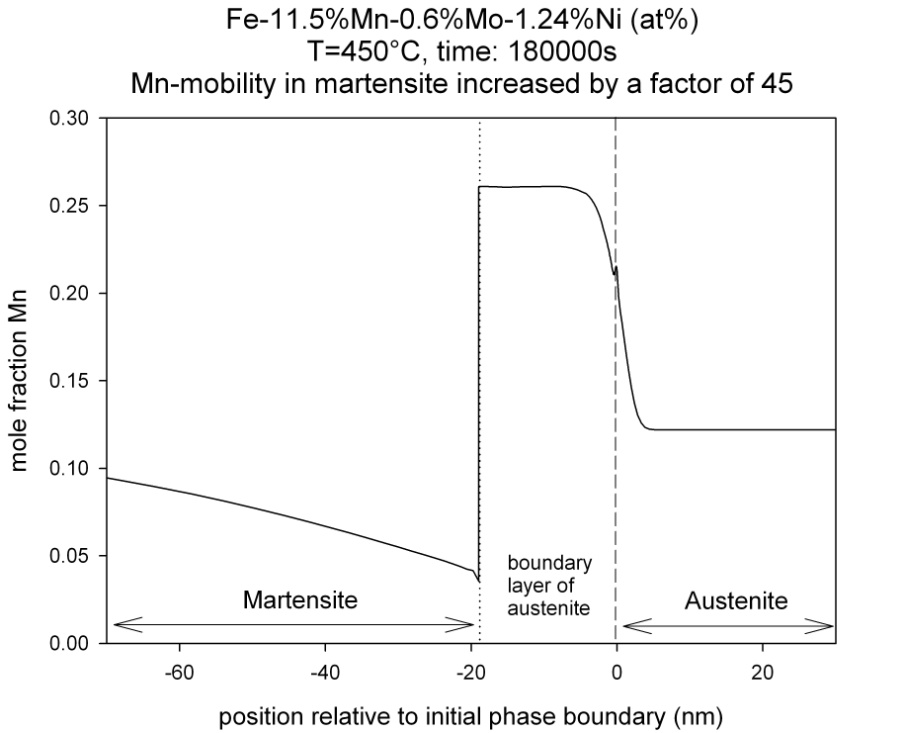 Fe-11.5%Mn-0.6%Mo-1.24%Ni (at%)
T=450°C, time: 180000s
Mn-mobility in martensite increased by a factor of 45
0.30
0.25
0.20
0.15
0.10
0.05
0.00
mole fraction Mn
Martensite
boundary
layer of
austenite
Austenite
-60
-40
-20
0
20
position relative to initial phase boundary (nm)